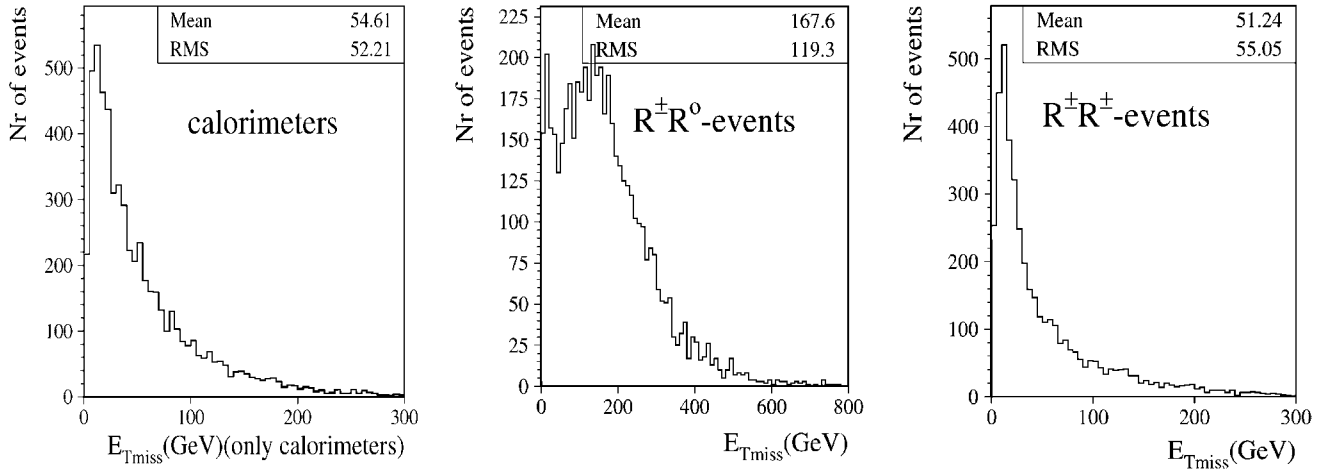 Nr of events
Mean 54.61
RMS 52.21
calorimeters
500
400
300
200
100
0
0 100 200 300
E_Tmiss(GeV)(only calorimeters)
Nr of events
Mean 167.6
RMS 119.3
R±R⁰-events
225
200
175
150
125
100
75
50
25
0
0 200 400 600 800
E_Tmiss(GeV)
Nr of events
Mean 51.24
RMS 55.05
R±R±-events
500
400
300
200
100
0
0 100 200 300
E_Tmiss(GeV)